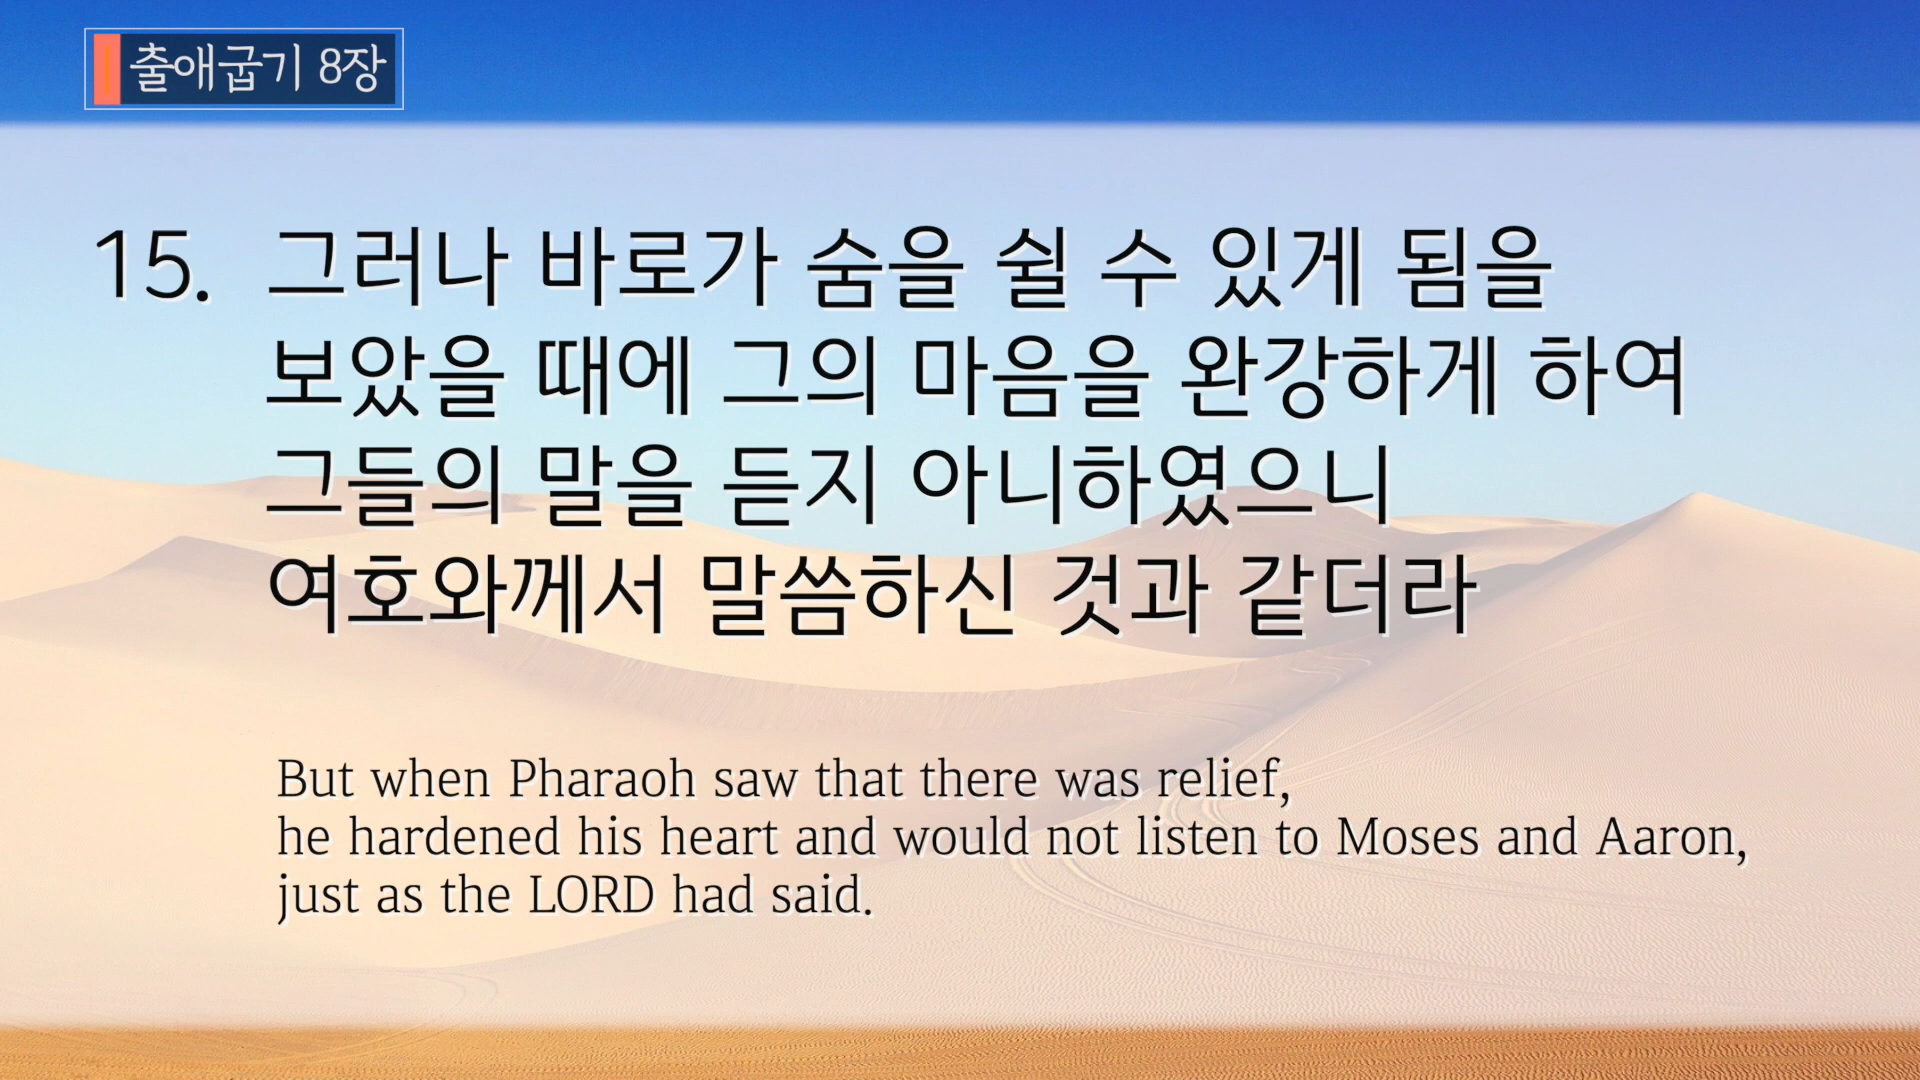 출애굽기 8장
15. 그러나 바로가 숨을 쉴 수 있게 됨을
보았을 때에 그의 마음을 완강하게 하여
그들의 말을 듣지 아니하였으니
여호와께서 말씀하신 것과 같더라
But when Pharaoh saw that there was relief,
he hardened his heart and would not listen to Moses and Aaron,
just as the LORD had said.